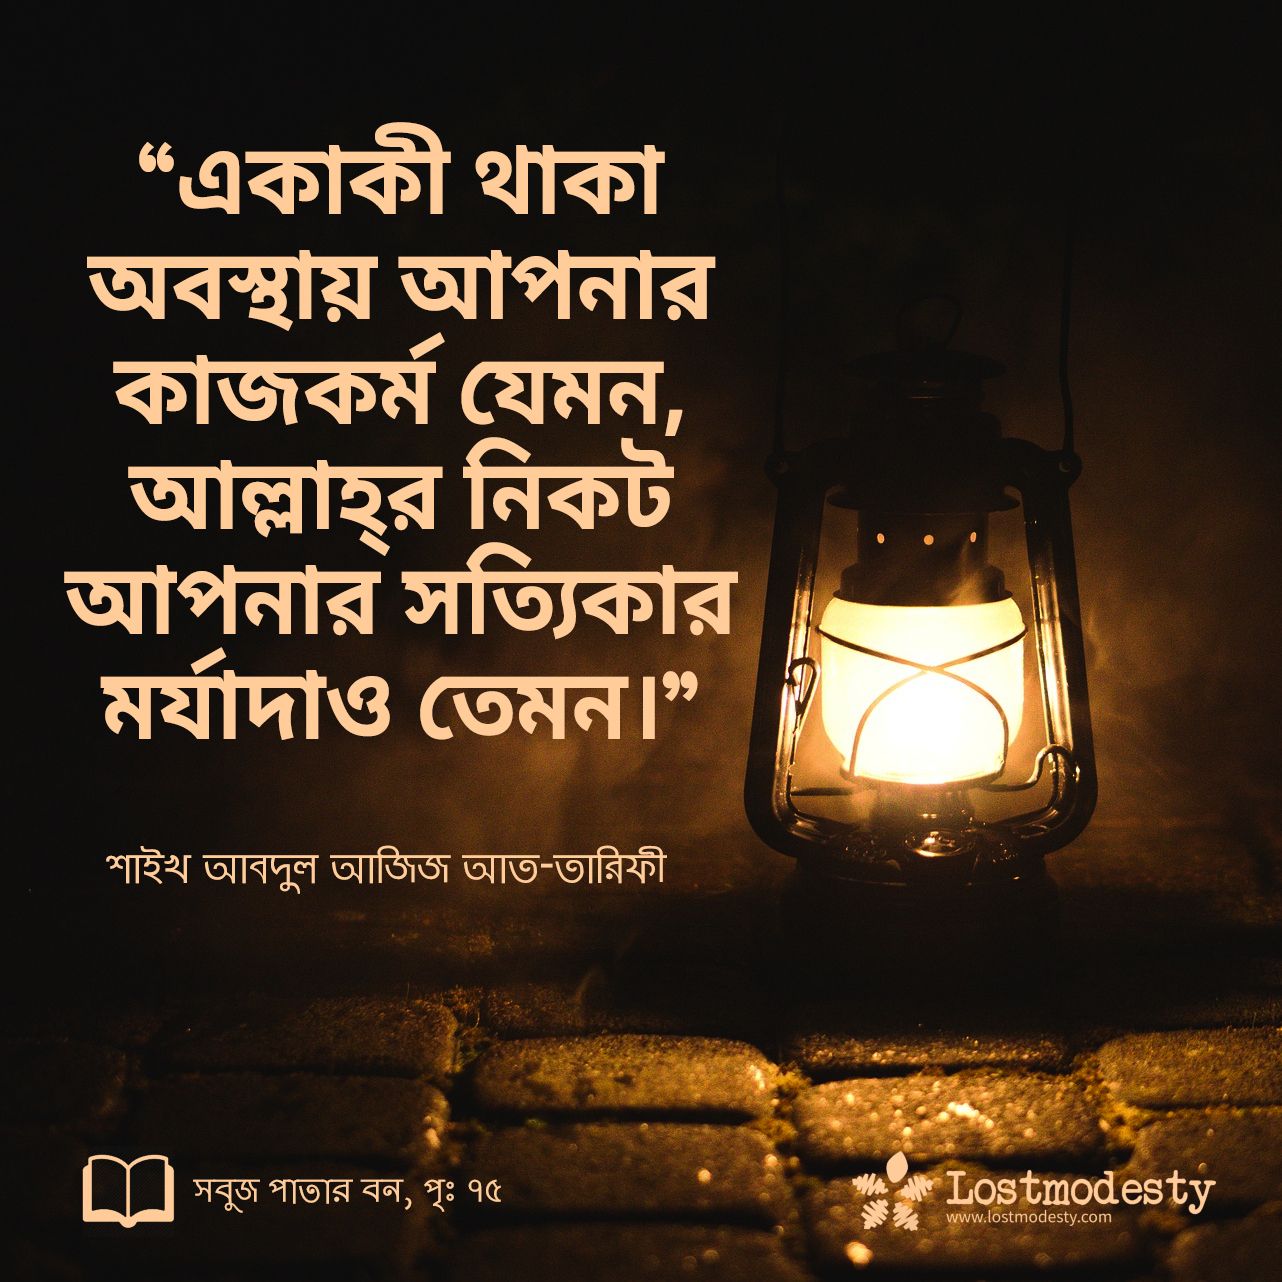 “একাকী থাকা
অবস্থায় আপনার
কাজকর্ম যেমন,
আল্লাহ্‌র নিকট
আপনার সত্যিকার
মর্যাদাও তেমন।”
শাইখ আবদুল আজিজ আত-তারিফী
সবুজ পাতার বন, পৃঃ ৭৫
Lostmodesty
www.lostmodesty.com